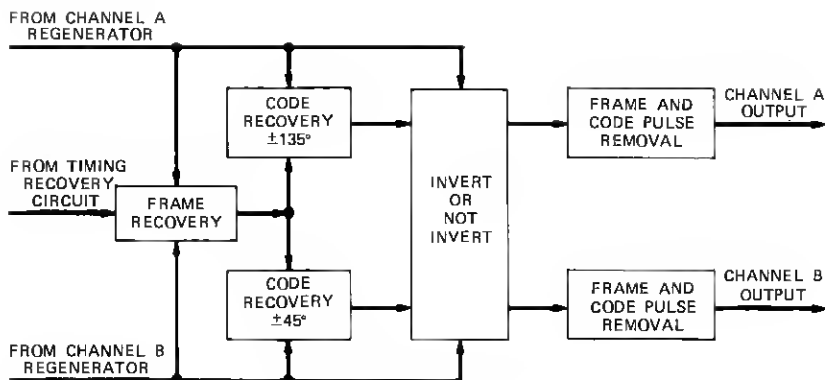 FROM CHANNEL A
REGENERATOR
CODE
RECOVERY
±135°
FRAME AND
CODE PULSE
REMOVAL
CHANNEL A
OUTPUT
FROM TIMING
RECOVERY
CIRCUIT
FRAME
RECOVERY
INVERT
OR
NOT
INVERT
CODE
RECOVERY
±45°
FRAME AND
CODE PULSE
REMOVAL
CHANNEL B
OUTPUT
FROM CHANNEL B
REGENERATOR